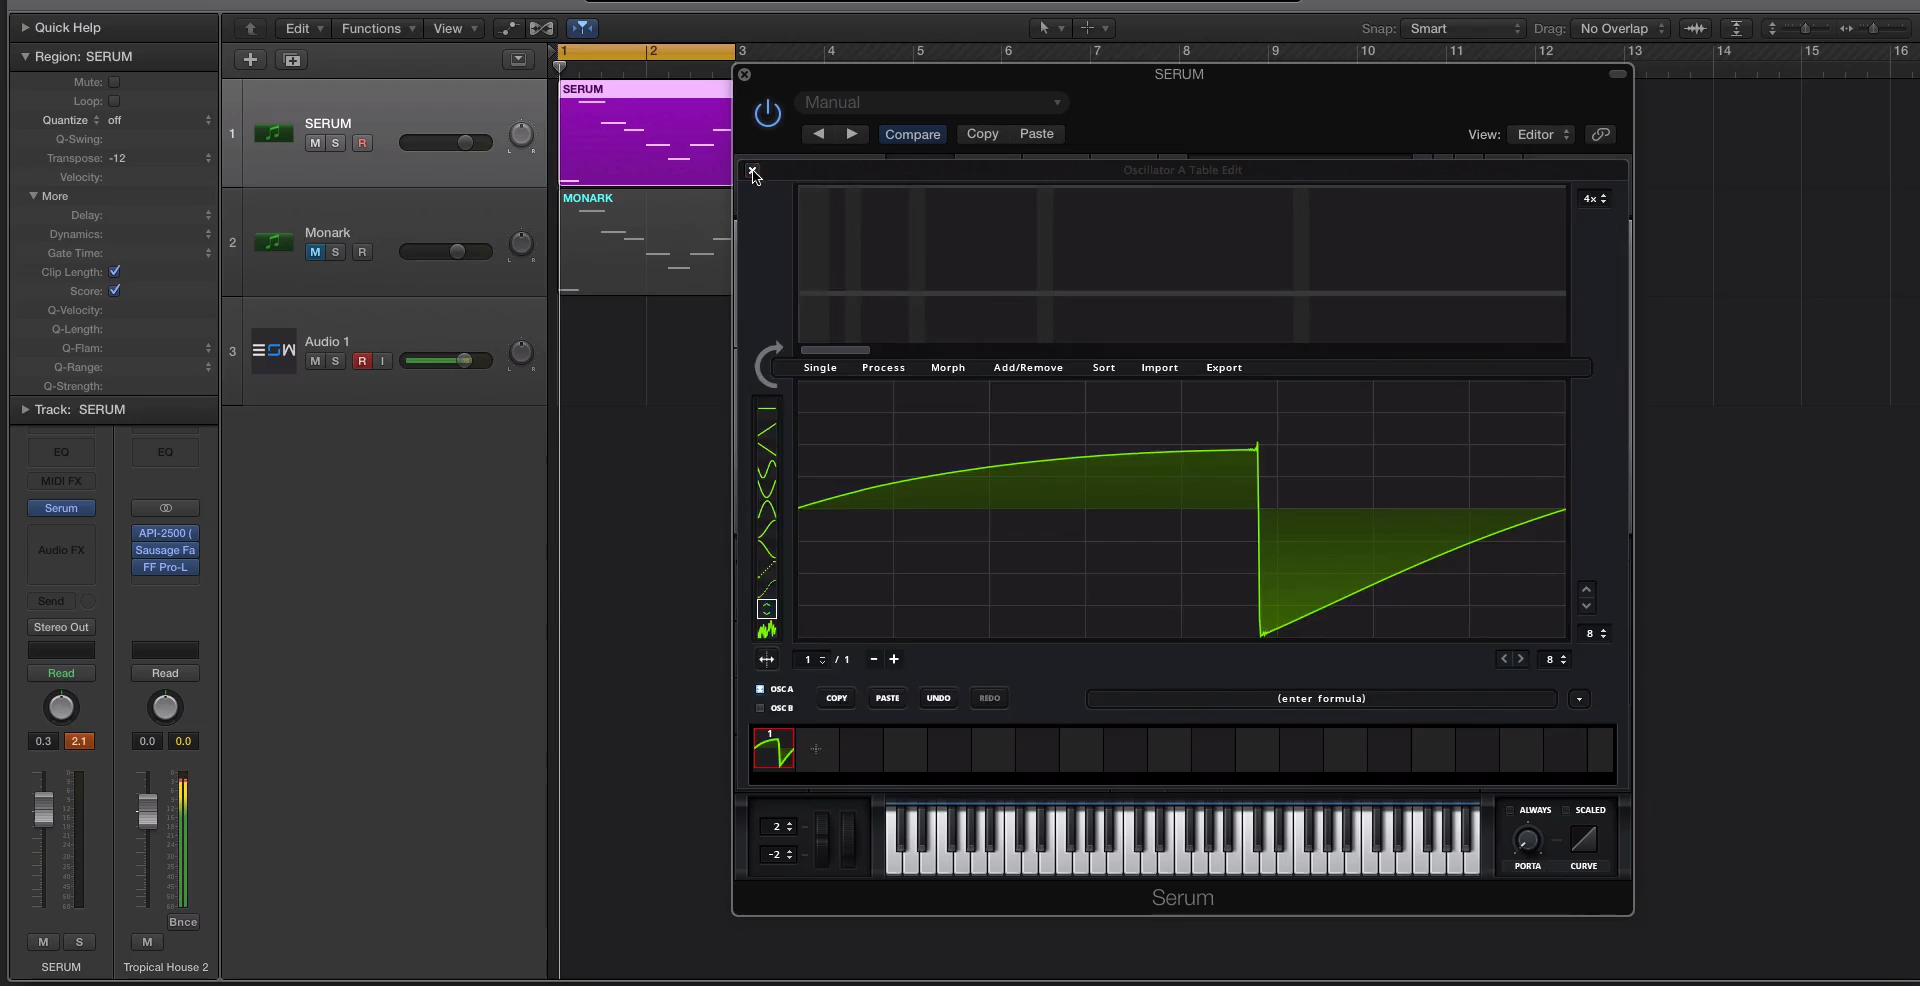 Quick Help
Edit
Functions
View
Snap: Smart
Drag: No Overlap
Region: SERUM
1 2 3 4 5 6 7 8 9 10 11 12 13 14 15 16
Mute:
Loop:
Quantize off
Q-Swing:
Transpose: -12
Velocity:
More
Delay:
Dynamics:
Gate Time:
Clip Length:
Score:
Q-Velocity:
Q-Length:
Q-Flam:
Q-Range:
Q-Strength:
Track: SERUM
1 SERUM
M S R
L R
2 Monark
M S R
L R
3 Audio 1
M S R I
L R
SERUM
MONARK
SERUM
Manual
Compare
Copy
Paste
View: Editor
Oscillator A Table Edit
4x
Single
Process
Morph
Add/Remove
Sort
Import
Export
8
1 / 1 - +
8
OSC A
OSC B
COPY
PASTE
UNDO
REDO
(enter formula)
1
2
-2
ALWAYS
SCALED
PORTA
CURVE
Serum
EQ
MIDI FX
Serum
Audio FX
Send
Stereo Out
Read
0.3 2.1
M S
SERUM
EQ
API-2500 (
Sausage Fa
FF Pro-L
Read
0.0 0.0
Bnce
M
Tropical House 2